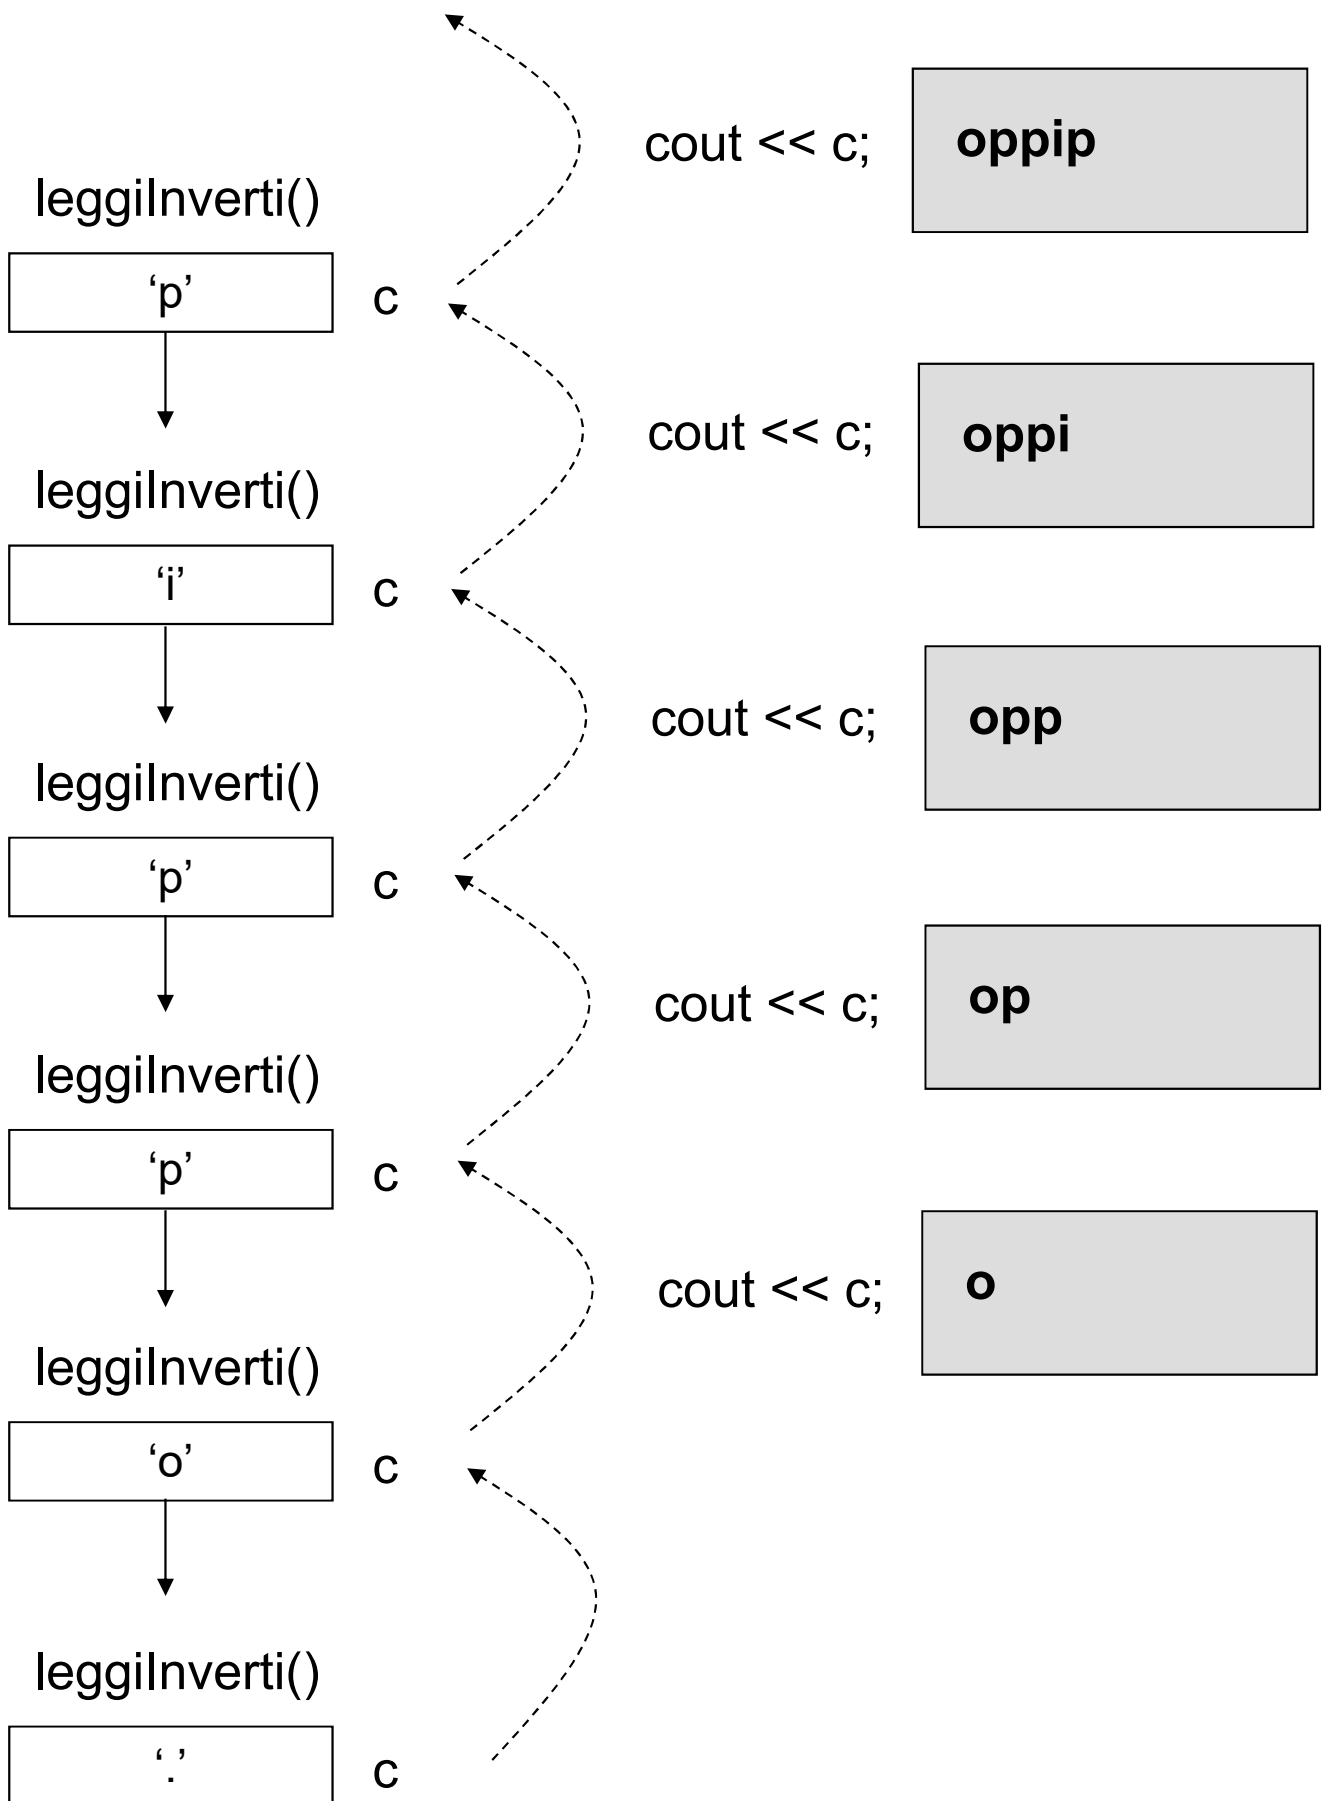 cout << c; oppip
leggiInverti()
‘p’ c
cout << c; oppi
leggiInverti()
‘i’ c
cout << c; opp
leggiInverti()
‘p’ c
cout << c; op
leggiInverti()
‘p’ c
cout << c; o
leggiInverti()
‘o’ c
leggiInverti()
‘.’ c